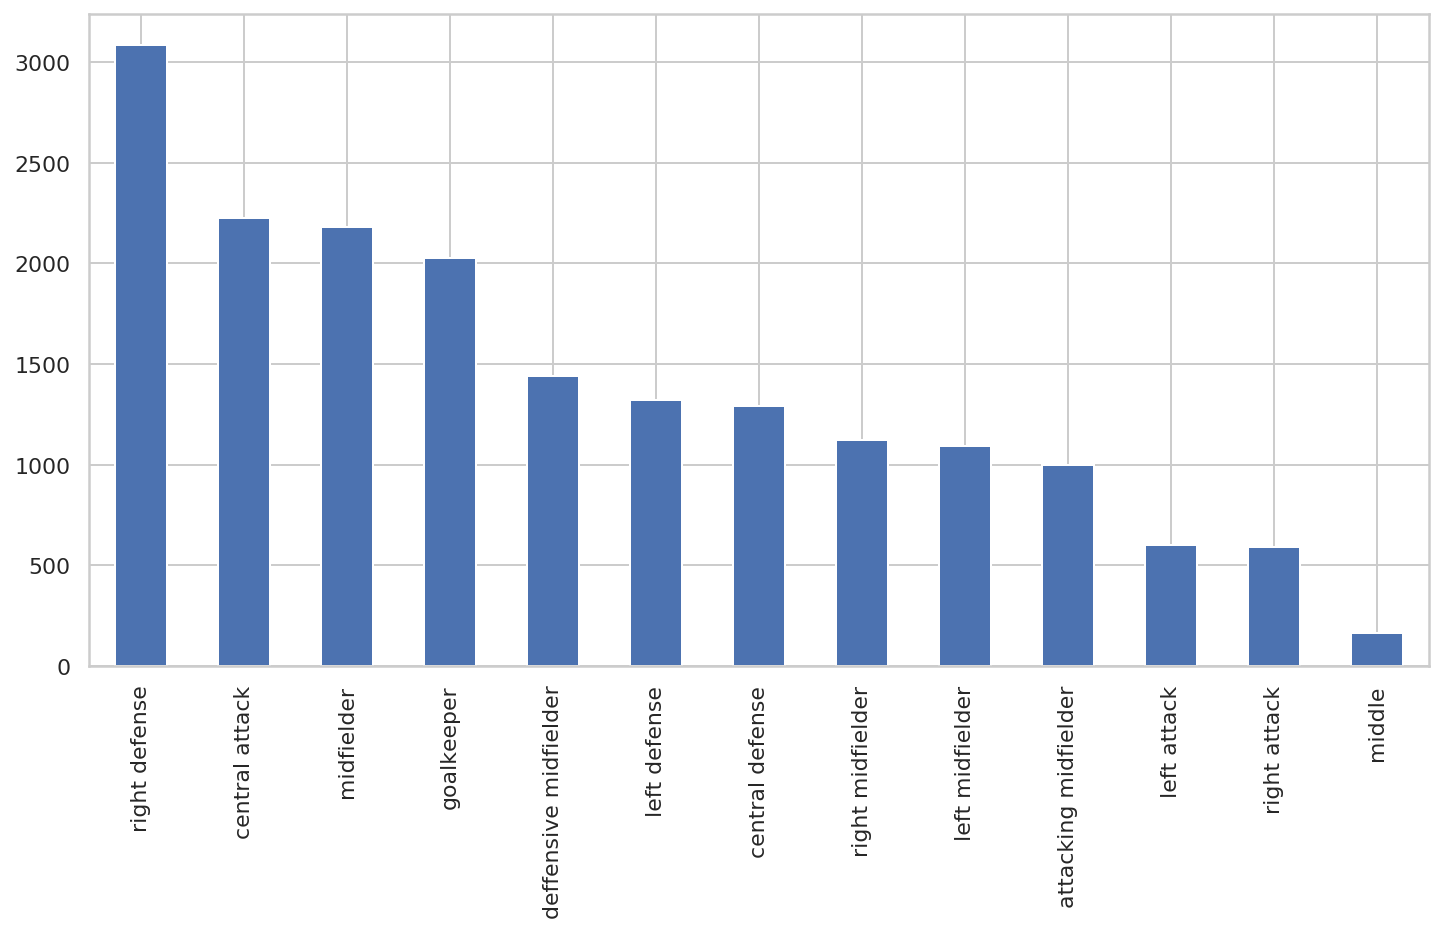 3000
2500
2000
1500
1000
500
0
right defense
central attack
midfielder
goalkeeper
deffensive midfielder
left defense
central defense
right midfielder
left midfielder
attacking midfielder
left attack
right attack
middle